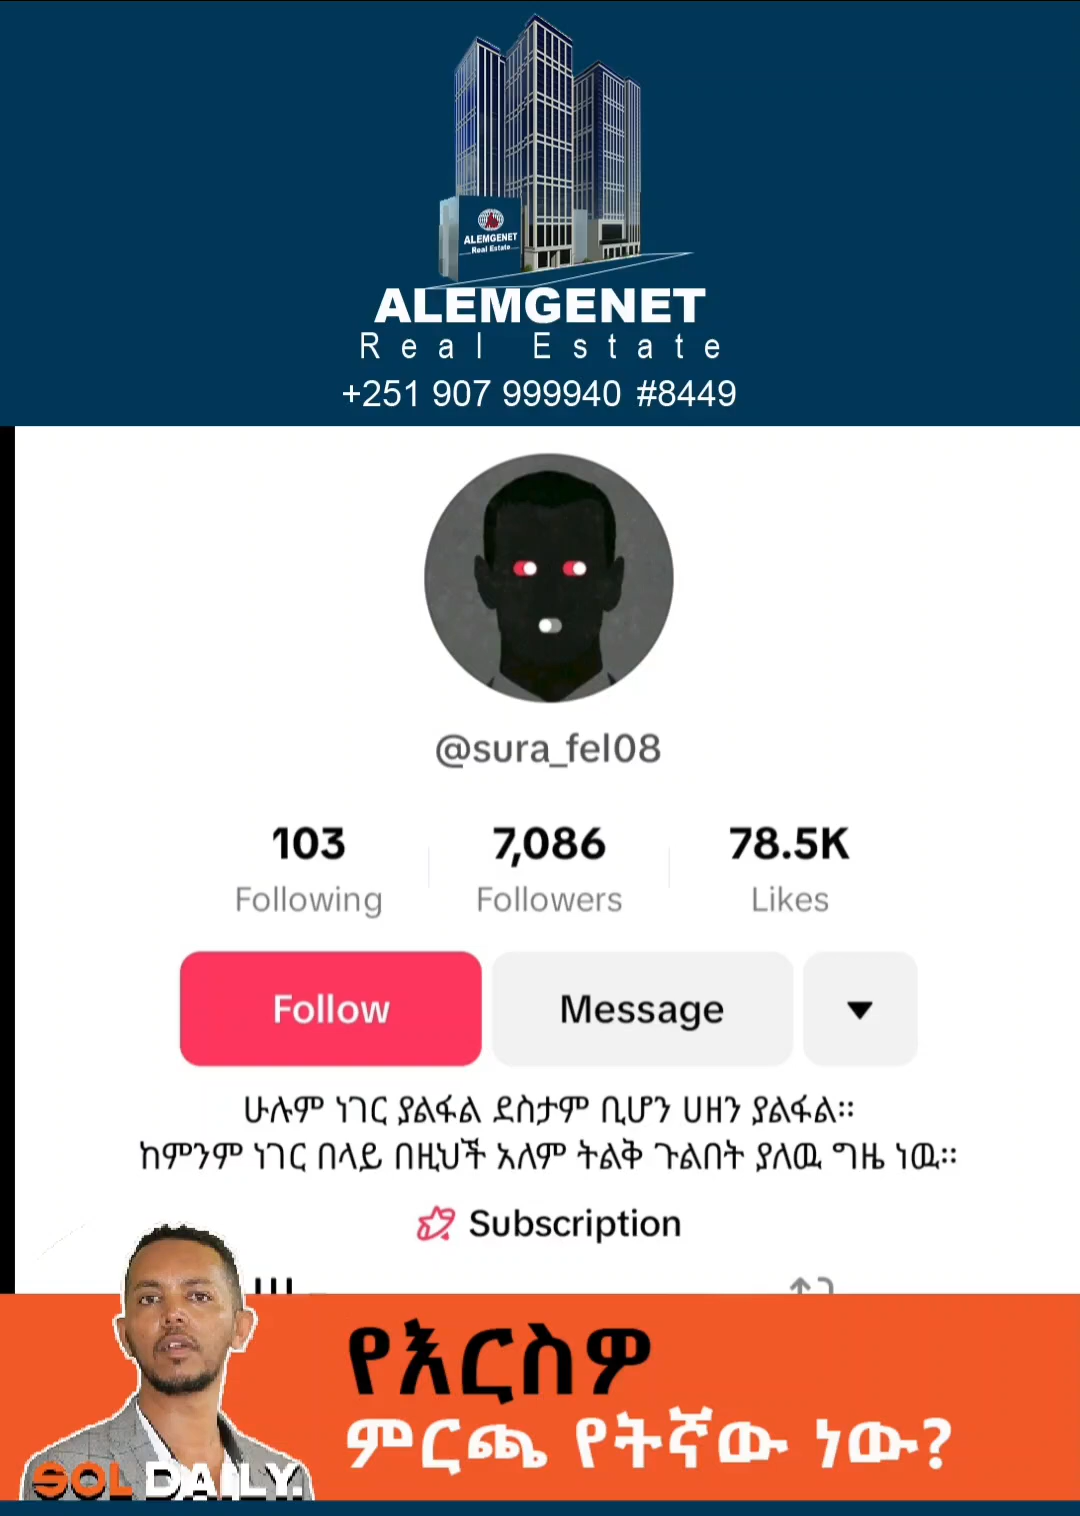 ALEMGENET
Real Estate
ALEMGENET
Real Estate
+251 907 999940 #8449
@sura_fel08
103
7,086
78.5K
Following
Followers
Likes
Follow
Message
ሁሉም ነገር ያልፋል ደስታም ቢሆን ሀዘን ያልፋል።
ከምንም ነገር በላይ በዚህች አለም ትልቅ ጉልበት ያለዉ ግዜ ነዉ።
Subscription
የእርስዎ
ምርጫ የትኛው ነው?
SOL DAILY.